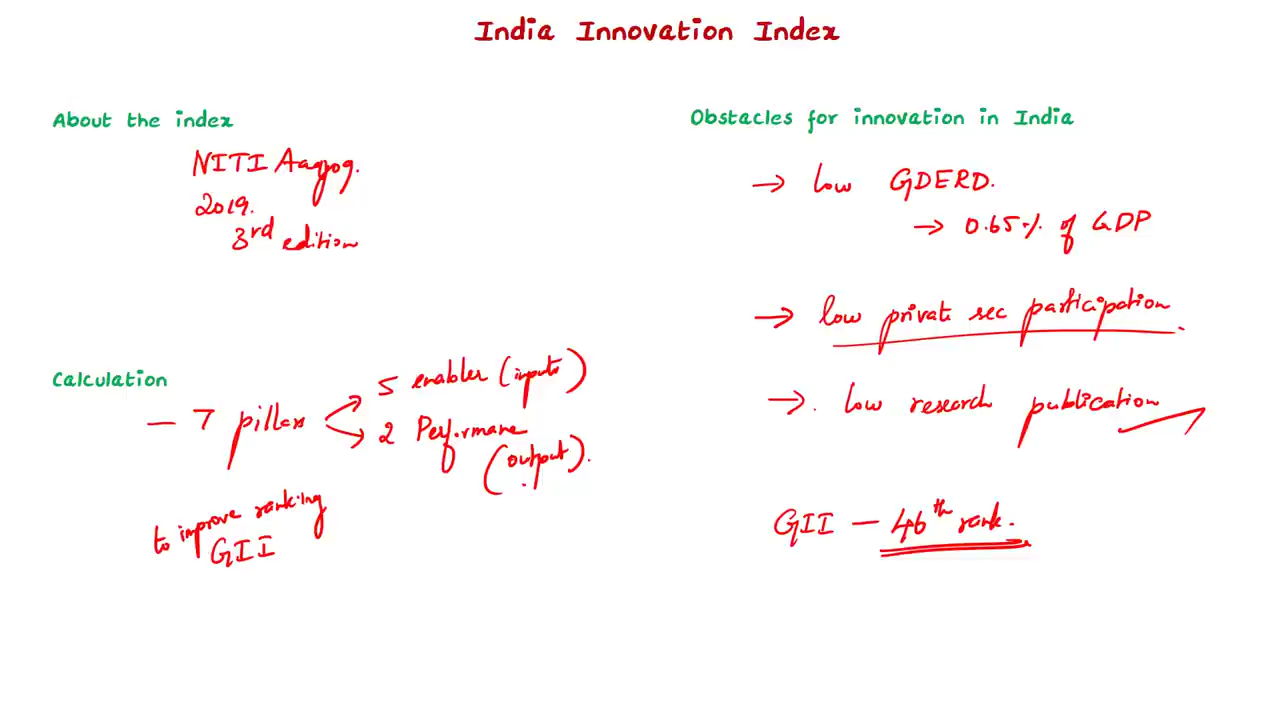 India Innovation Index
About the index
NITI Aayog.
2019.
3rd edition
Calculation
— 7 pillars
→ 5 enabler (inputs)
→ 2 Performance
(output).
to improve ranking
GII
Obstacles for innovation in India
→ low GDERD.
→ 0.65% of GDP
→ low private sec participation.
→. low research publication
GII — 46th rank.